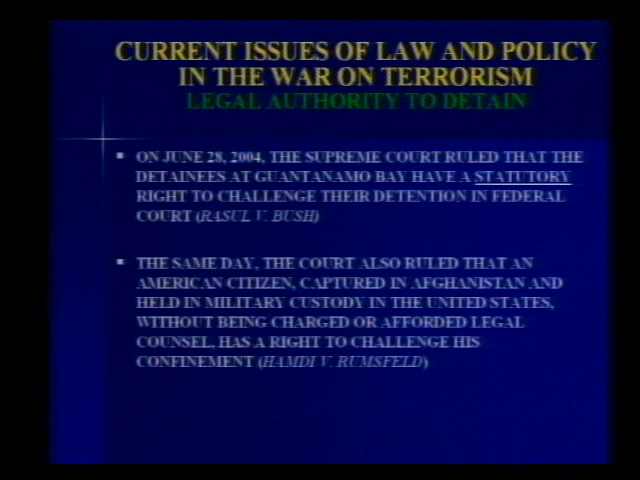 CURRENT ISSUES OF LAW AND POLICY
IN THE WAR ON TERRORISM
LEGAL AUTHORITY TO DETAIN
ON JUNE 28, 2004, THE SUPREME COURT RULED THAT THE
DETAINEES AT GUANTANAMO BAY HAVE A STATUTORY
RIGHT TO CHALLENGE THEIR DETENTION IN FEDERAL
COURT (RASUL V. BUSH)
THE SAME DAY, THE COURT ALSO RULED THAT AN
AMERICAN CITIZEN, CAPTURED IN AFGHANISTAN AND
HELD IN MILITARY CUSTODY IN THE UNITED STATES,
WITHOUT BEING CHARGED OR AFFORDED LEGAL
COUNSEL, HAS A RIGHT TO CHALLENGE HIS
CONFINEMENT (HAMDI V. RUMSFELD)